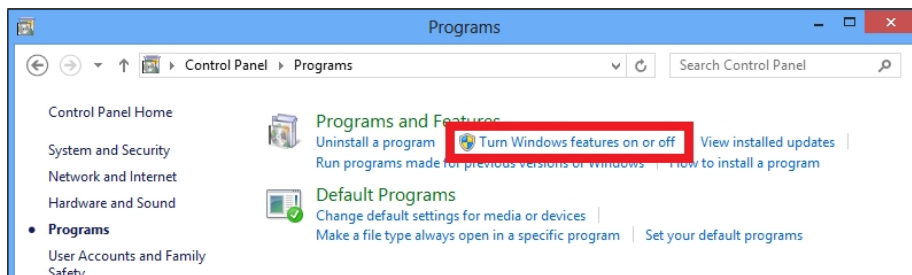 Programs
Control Panel Programs
Search Control Panel
Control Panel Home
System and Security
Network and Internet
Hardware and Sound
Programs
User Accounts and Family
Safety
Programs and Features
Uninstall a program Turn Windows features on or off View installed updates
Run programs made for previous versions of Windows How to install a program
Default Programs
Change default settings for media or devices
Make a file type always open in a specific program Set your default programs